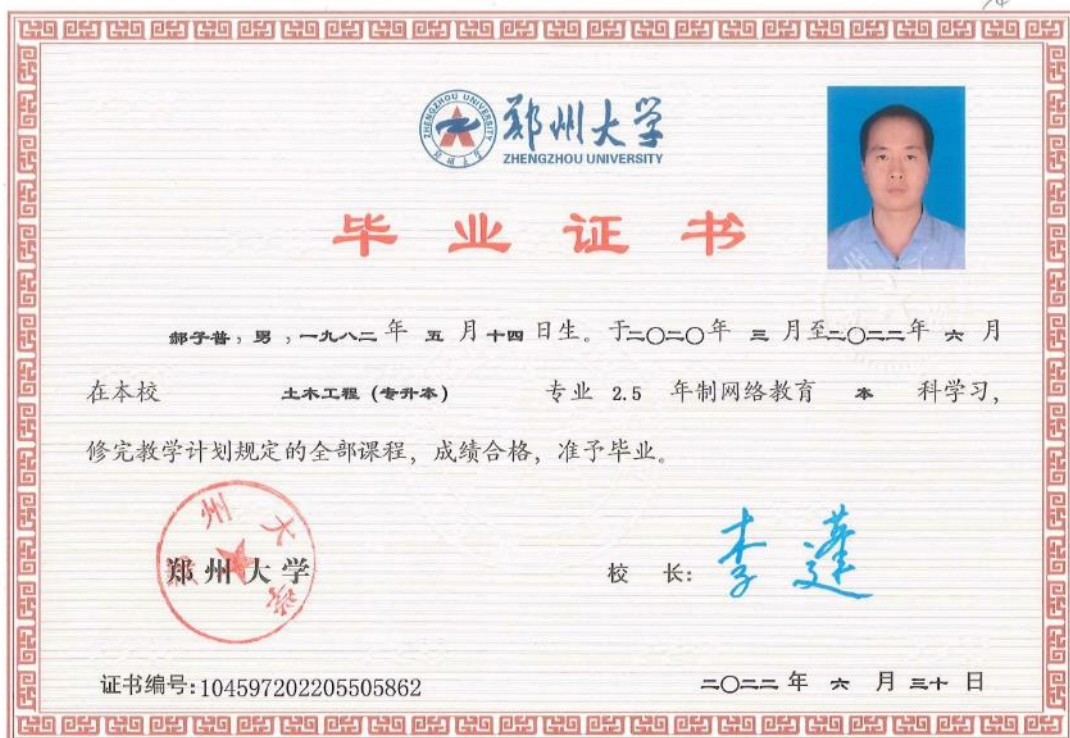 郑州大学
ZHENGZHOU UNIVERSITY
毕业证书
郝子普，男，一九八二年 五 月十四日生。于二〇二〇年 三 月至二〇二二年 六 月
在本校 土木工程（专升本） 专业 2.5 年制网络教育 本 科学习，
修完教学计划规定的全部课程，成绩合格，准予毕业。
郑州大学
校 长：李蓬
证书编号：104597202205505862
二〇二二年 六 月 三十 日